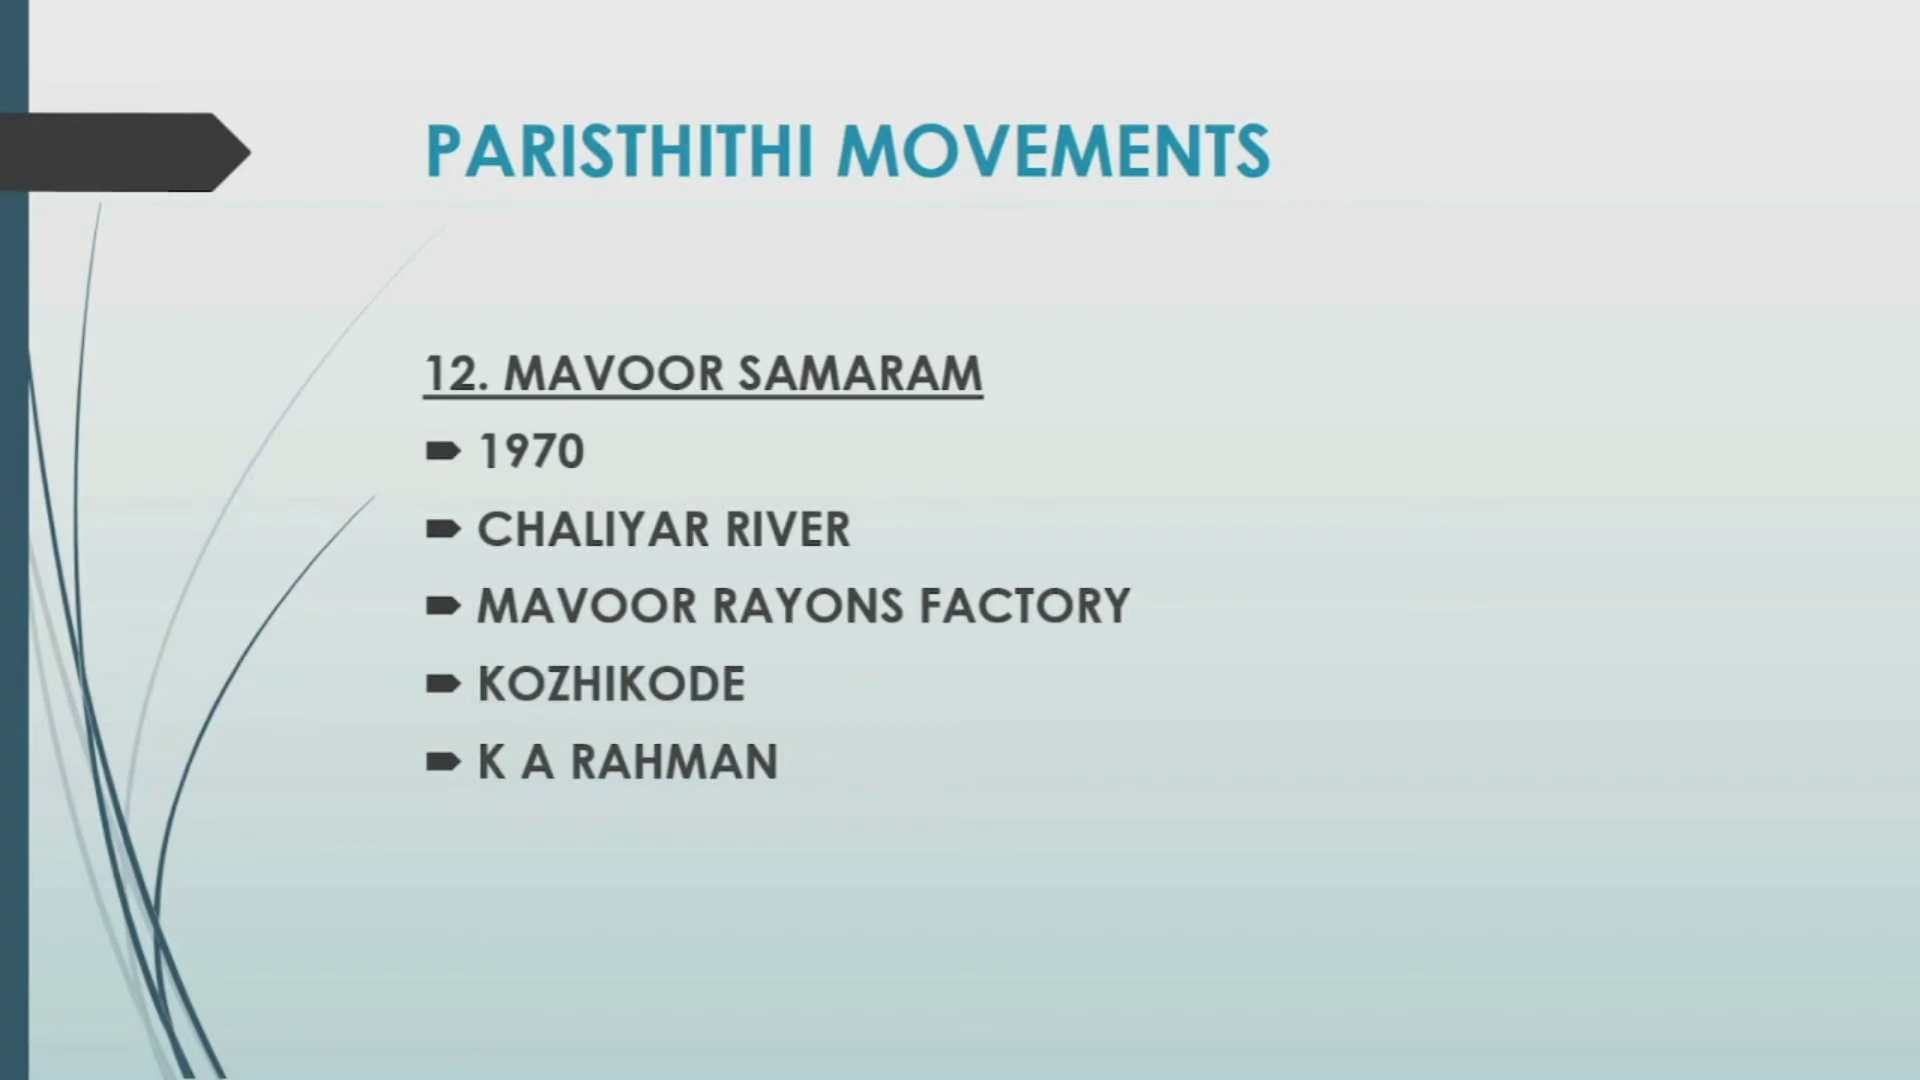 PARISTHITHI MOVEMENTS
12. MAVOOR SAMARAM
1970
CHALIYAR RIVER
MAVOOR RAYONS FACTORY
KOZHIKODE
K A RAHMAN